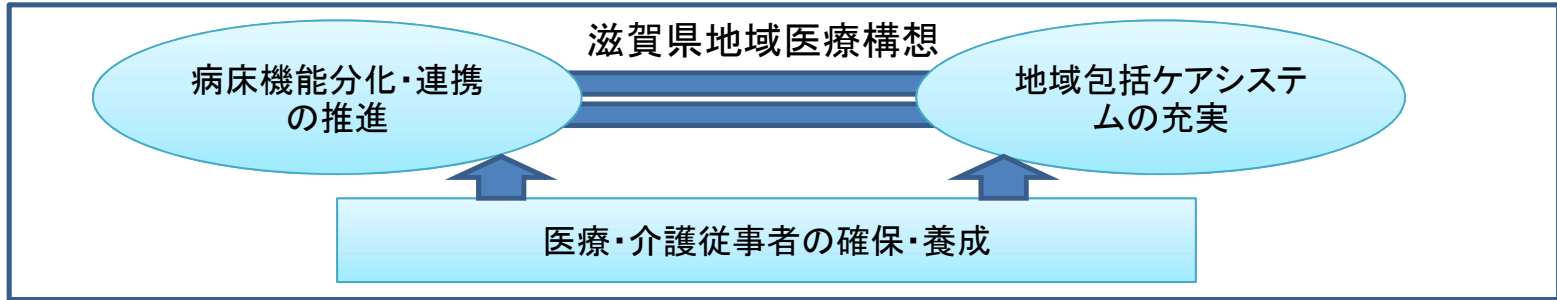 滋賀県地域医療構想
病床機能分化・連携
の推進
地域包括ケアシステ
ムの充実
医療・介護従事者の確保・養成